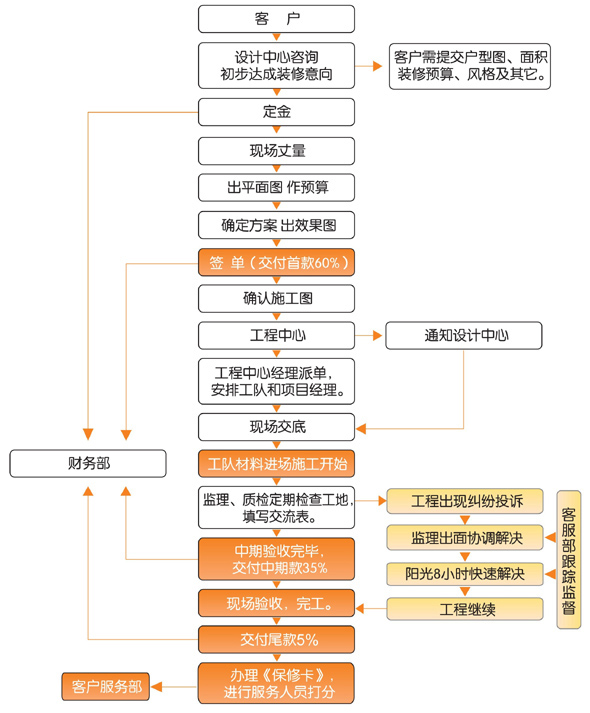 客 户
设计中心咨询
初步达成装修意向
客户需提交户型图、面积
装修预算、风格及其它。
定金
现场丈量
出平面图 作预算
确定方案 出效果图
签 单（交付首款60%）
确认施工图
工程中心
通知设计中心
工程中心经理派单，
安排工队和项目经理。
现场交底
财务部
工队材料进场施工开始
监理、质检定期检查工地，
填写交流表。
工程出现纠纷投诉
监理出面协调解决
阳光8小时快速解决
工程继续
客服部跟踪监督
中期验收完毕，
交付中期款35%
现场验收，完工。
交付尾款5%
办理《保修卡》，
进行服务人员打分
客户服务部